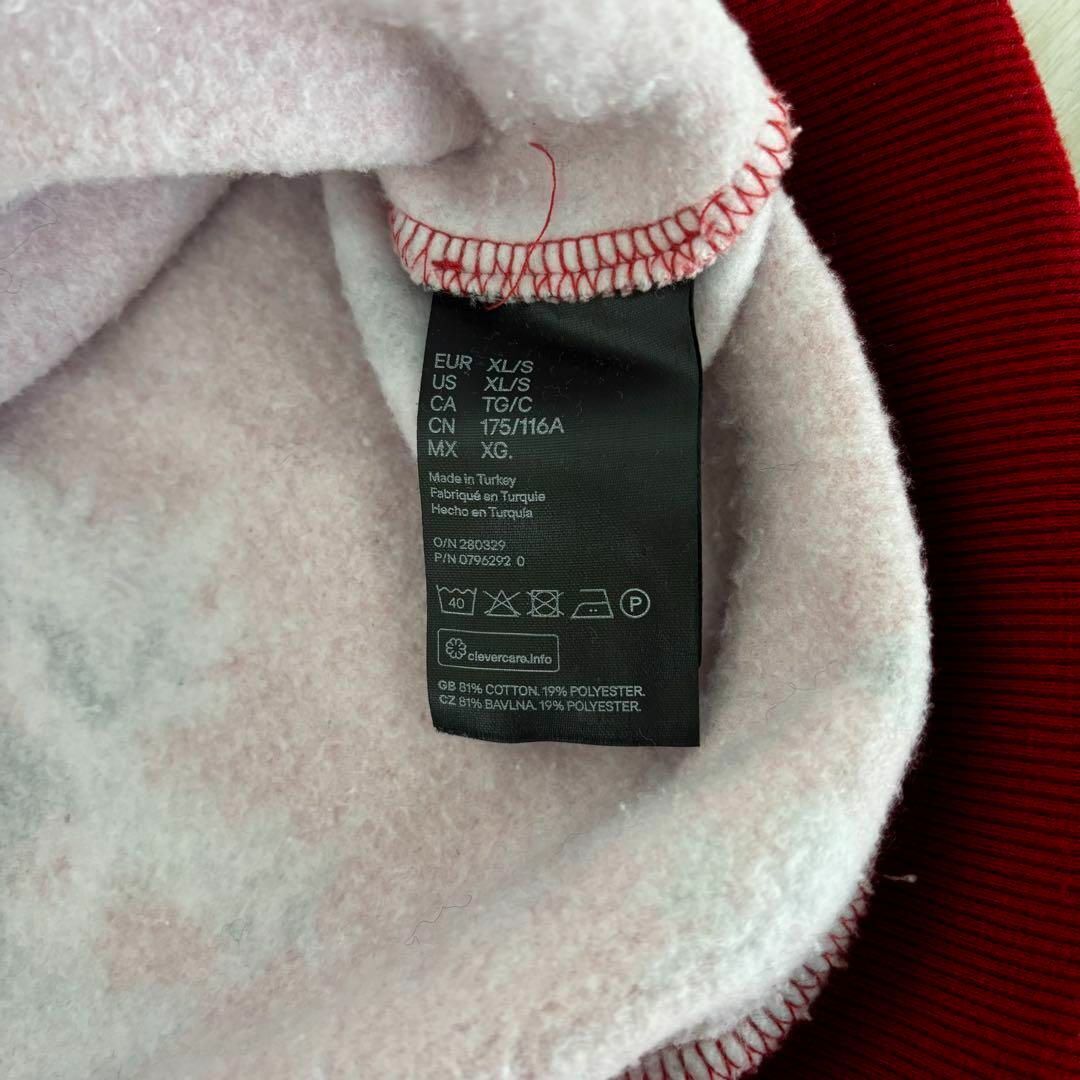 EUR XL/S
US XL/S
CA TG/C
CN 175/116A
MX XG.
Made in Turkey
Fabriqué en Turquie
Hecho en Turquía
O/N 280329
P/N 0796292 0
40 P
clevercare.info
GB 81% COTTON. 19% POLYESTER.
CZ 81% BAVLNA. 19% POLYESTER.